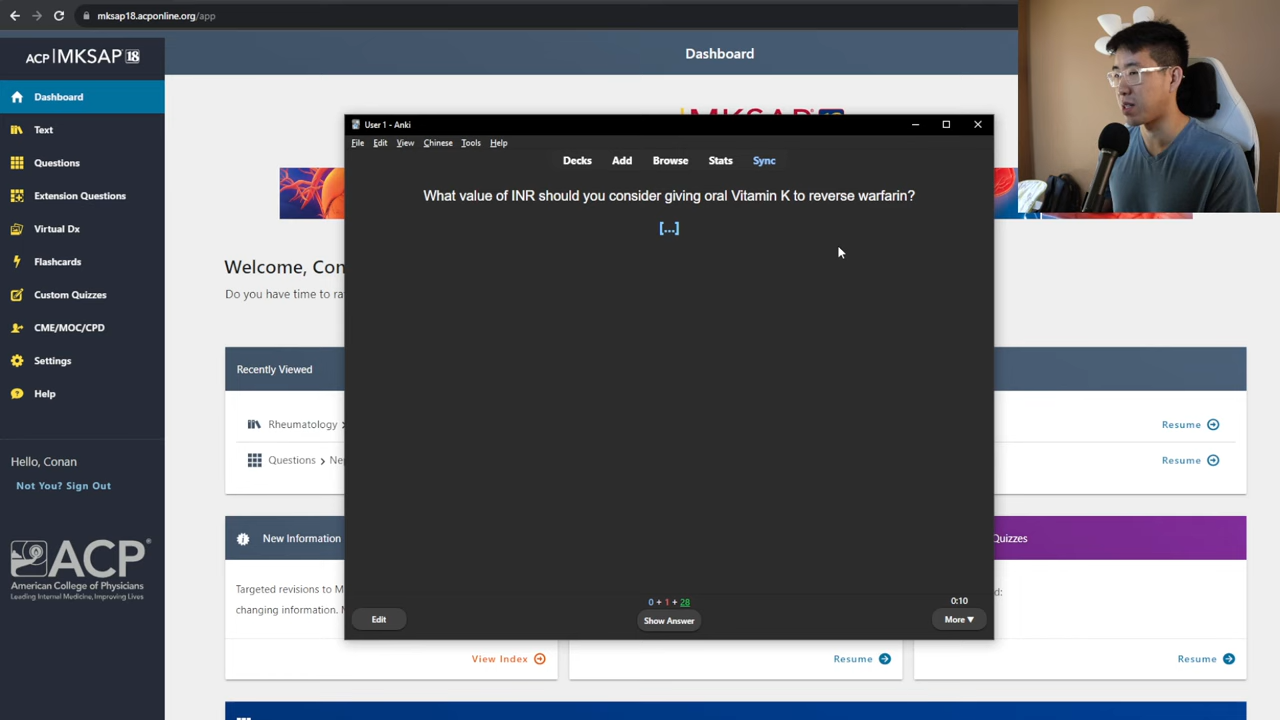 mksap18.acponline.org/app
ACP MKSAP® 18
Dashboard
Dashboard
Text
Questions
Extension Questions
Virtual Dx
Flashcards
Custom Quizzes
CME/MOC/CPD
Settings
Help
Hello, Conan
Not You? Sign Out
ACP®
American College of Physicians
Leading Internal Medicine, Improving Lives
Welcome, Con
Do you have time to ra
Recently Viewed
Rheumatology
Resume
Questions > Nep
Resume
New Information
Targeted revisions to M
changing information. M
View Index
Resume
Quizzes
Resume
User 1 - Anki
File Edit View Chinese Tools Help
Decks Add Browse Stats Sync
What value of INR should you consider giving oral Vitamin K to reverse warfarin?
[...]
0 + 1 + 28
0:10
Edit
Show Answer
More ▼